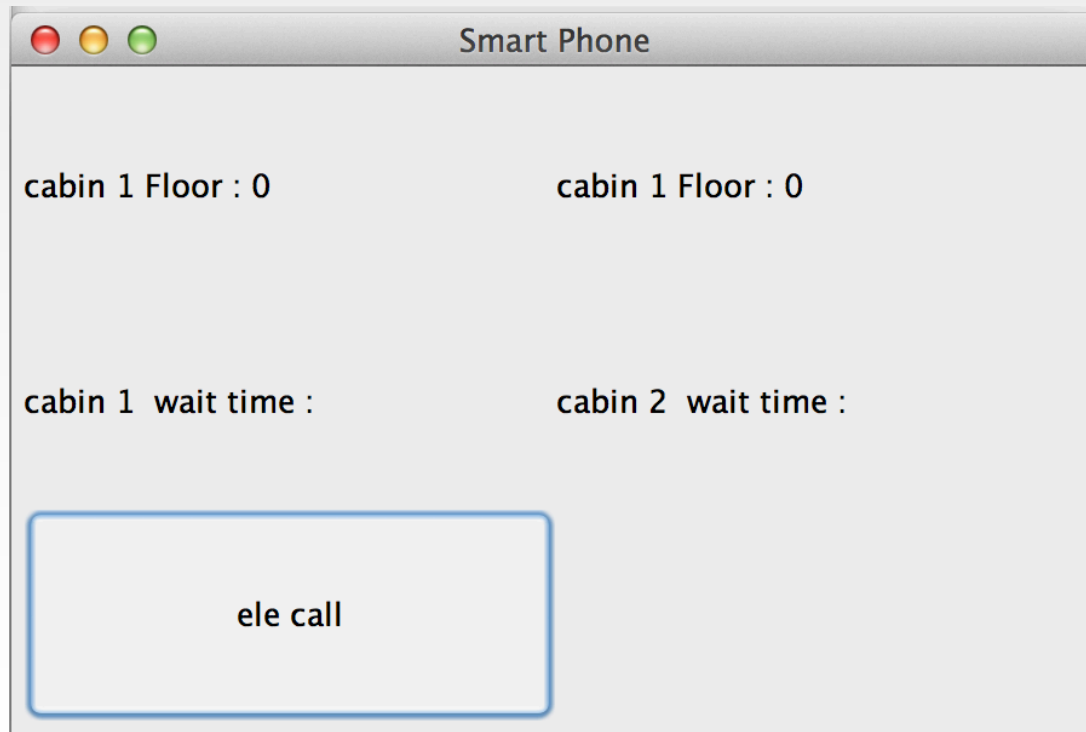 Smart Phone
cabin 1 Floor : 0 cabin 1 Floor : 0
cabin 1  wait time : cabin 2  wait time :
ele call